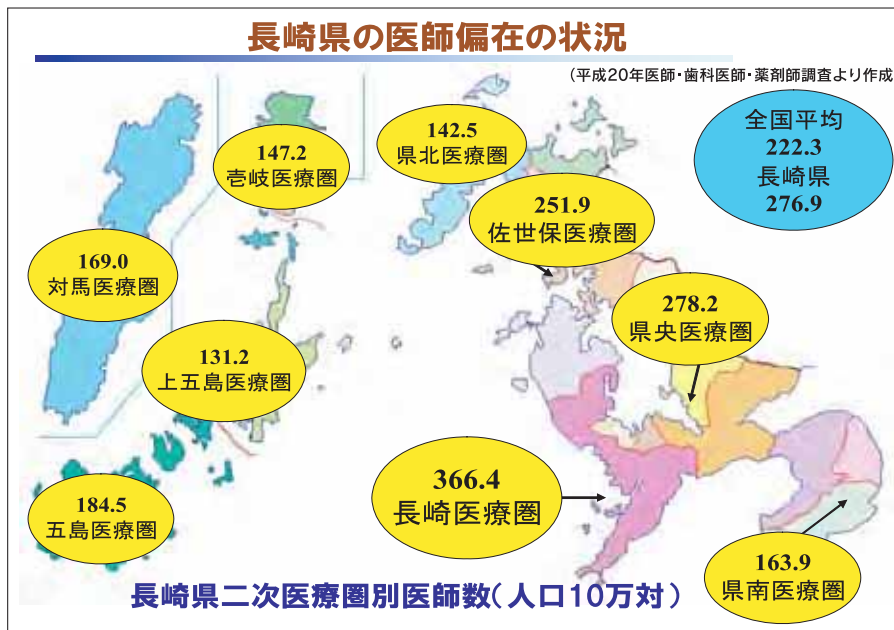 長崎県の医師偏在の状況
(平成20年医師・歯科医師・薬剤師調査より作成
全国平均
222.3
長崎県
276.9
142.5
県北医療圏
147.2
壱岐医療圏
251.9
佐世保医療圏
169.0
対馬医療圏
278.2
県央医療圏
131.2
上五島医療圏
366.4
長崎医療圏
184.5
五島医療圏
163.9
県南医療圏
長崎県二次医療圏別医師数(人口10万対)